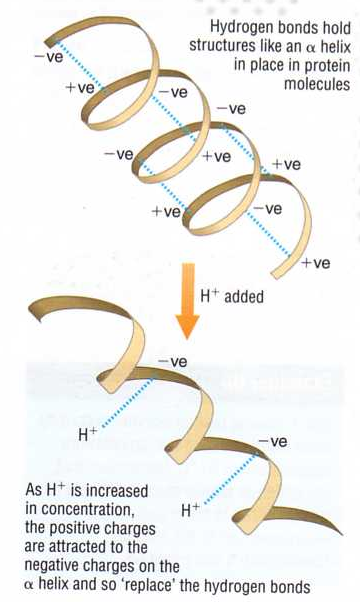 Hydrogen bonds hold
structures like an α helix
in place in protein
molecules
−ve
+ve
−ve
−ve
−ve
+ve
+ve
+ve
−ve
+ve
H⁺ added
−ve
H⁺
−ve
H⁺
As H⁺ is increased
in concentration,
the positive charges
are attracted to the
negative charges on the
α helix and so ‘replace’ the hydrogen bonds